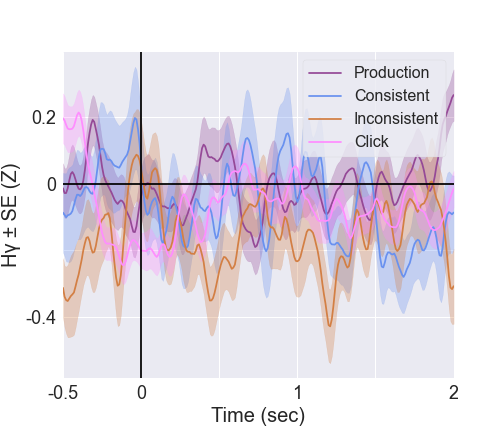 Production
Consistent
Inconsistent
Click
Hγ ± SE (Z)
0.2
0
-0.4
-0.5 0 1 2
Time (sec)